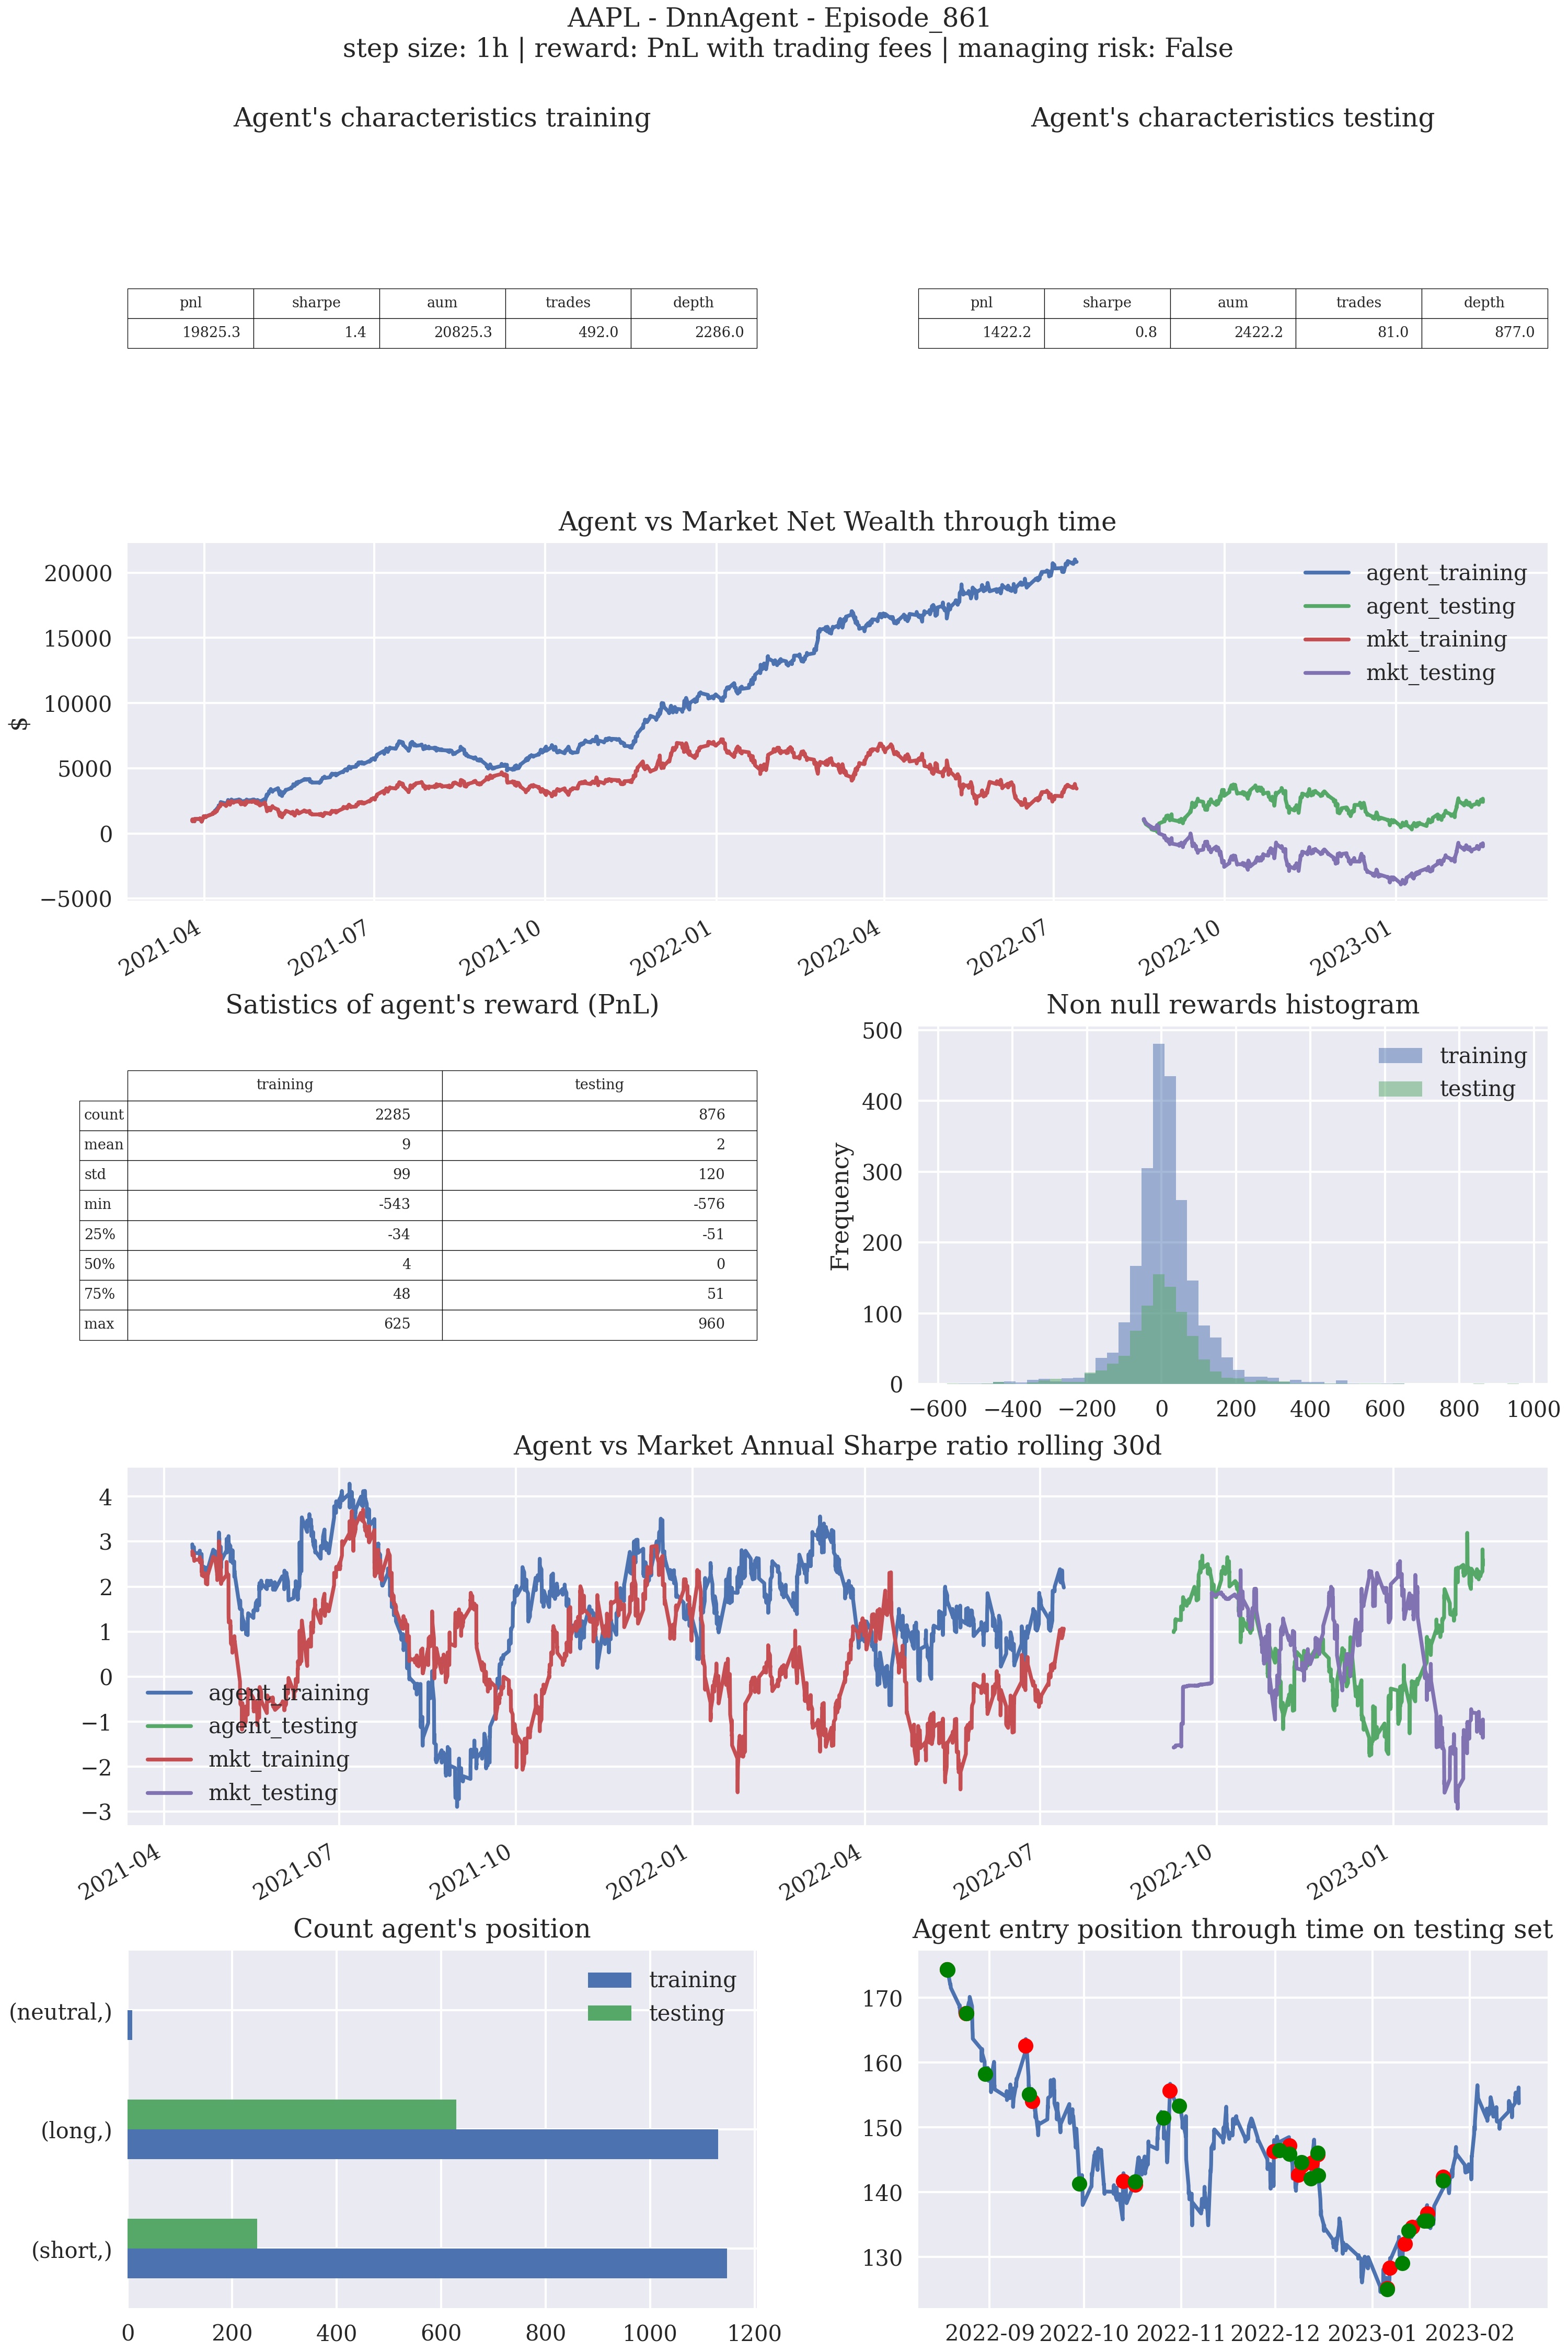 AAPL - DnnAgent - Episode_861
step size: 1h | reward: PnL with trading fees | managing risk: False
Agent's characteristics training
pnl sharpe aum trades depth
19825.3 1.4 20825.3 492.0 2286.0
Agent's characteristics testing
pnl sharpe aum trades depth
1422.2 0.8 2422.2 81.0 877.0
Agent vs Market Net Wealth through time
$
20000
15000
10000
5000
0
−5000
agent_training
agent_testing
mkt_training
mkt_testing
2021-04 2021-07 2021-10 2022-01 2022-04 2022-07 2022-10 2023-01
Satistics of agent's reward (PnL)
training testing
count 2285 876
mean 9 2
std 99 120
min -543 -576
25% -34 -51
50% 4 0
75% 48 51
max 625 960
Non null rewards histogram
Frequency
500
400
300
200
100
0
training
testing
−600 −400 −200 0 200 400 600 800 1000
Agent vs Market Annual Sharpe ratio rolling 30d
4
3
2
1
0
−1
−2
−3
agent_training
agent_testing
mkt_training
mkt_testing
2021-04 2021-07 2021-10 2022-01 2022-04 2022-07 2022-10 2023-01
Count agent's position
training
testing
(neutral,)
(long,)
(short,)
0 200 400 600 800 1000 1200
Agent entry position through time on testing set
170
160
150
140
130
2022-09 2022-10 2022-11 2022-12 2023-01 2023-02